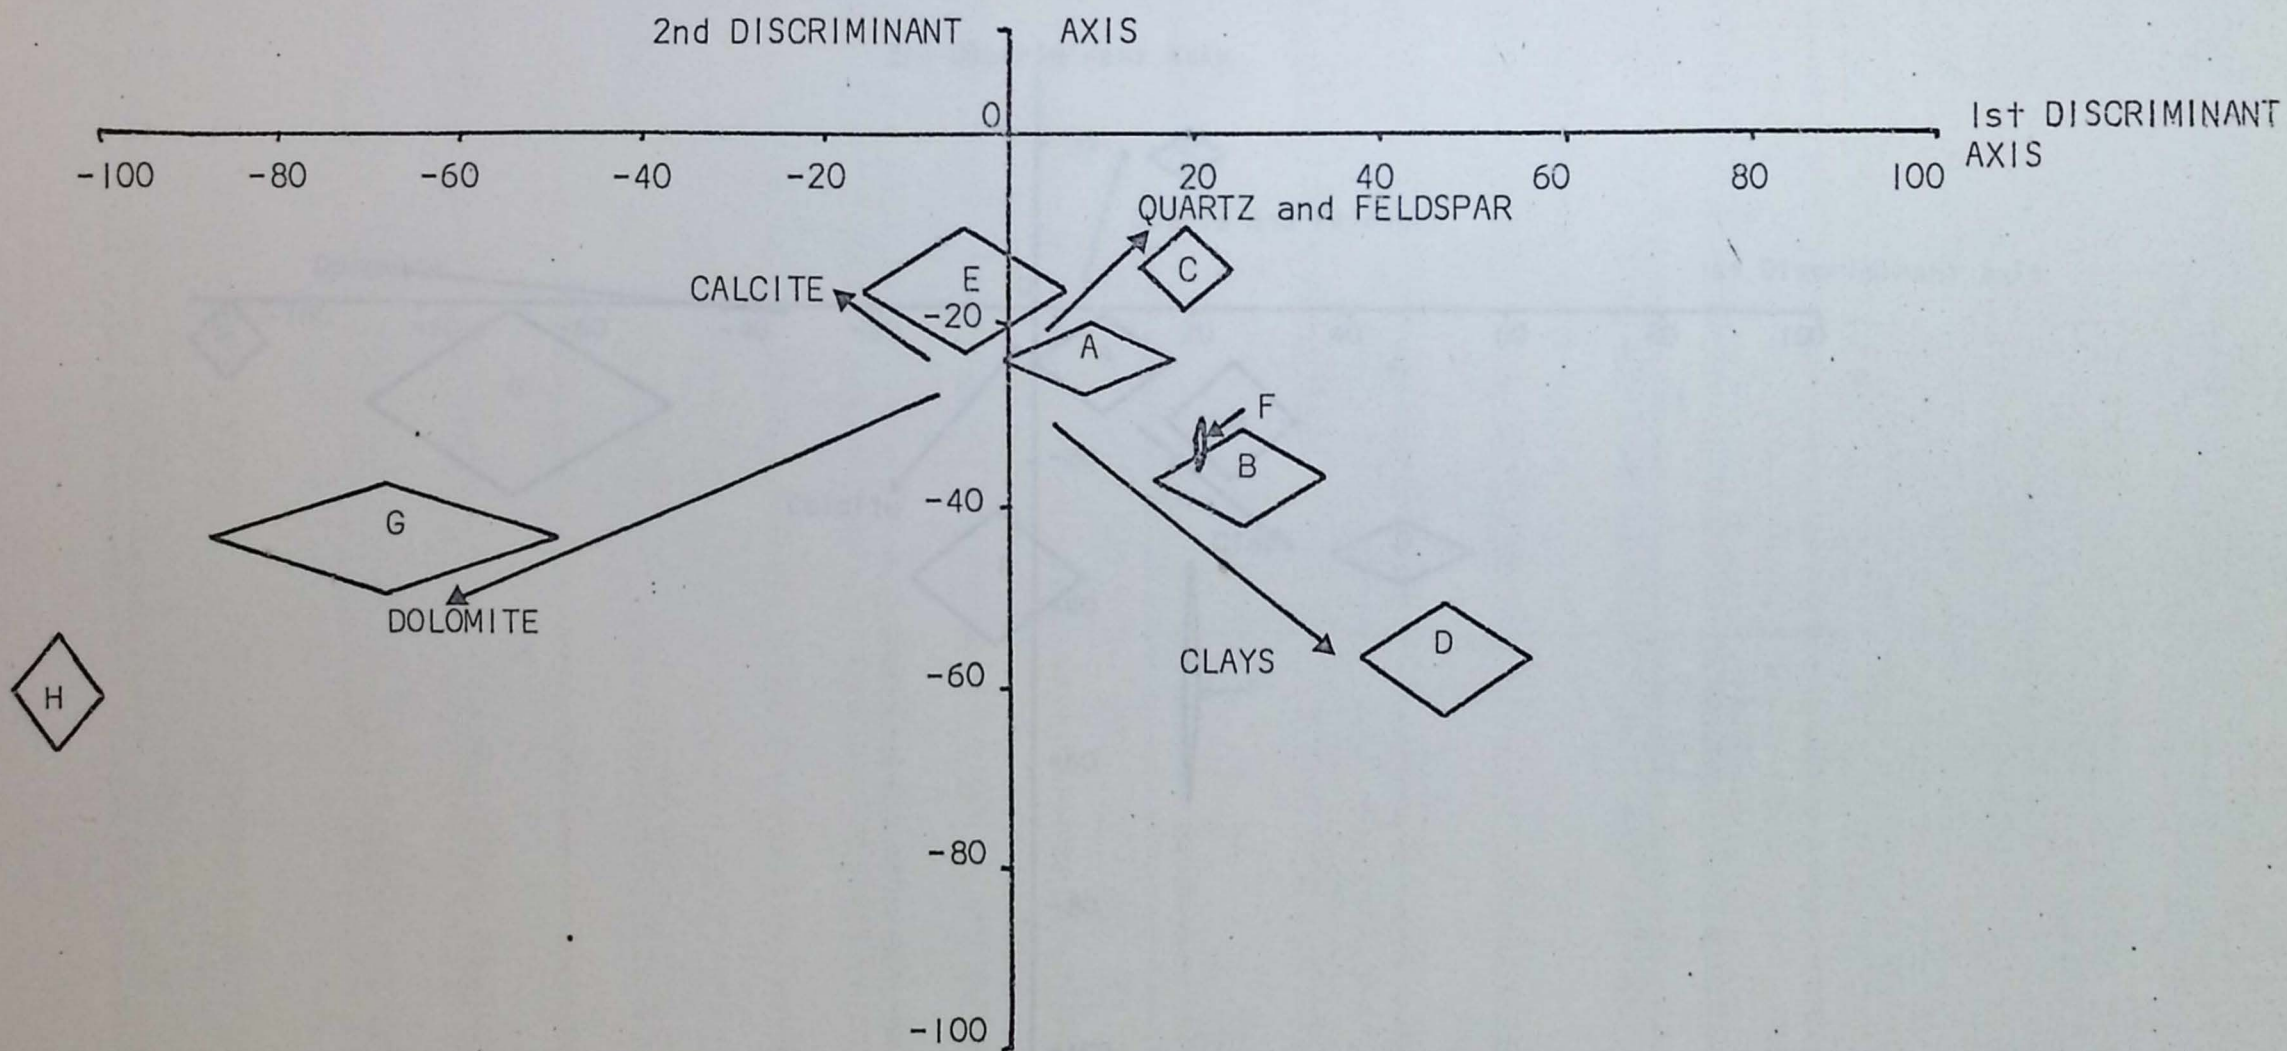 2nd DISCRIMINANT AXIS
0
1st DISCRIMINANT
AXIS
-100 -80 -60 -40 -20 20 40 60 80 100
QUARTZ and FELDSPAR
E
C
CALCITE
-20
A
F
B
-40
G
DOLOMITE
D
CLAYS
-60
H
-80
-100